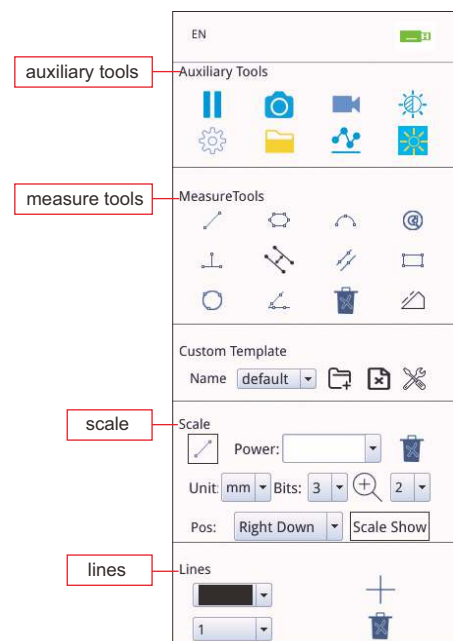 EN
auxiliary tools
Auxiliary Tools
measure tools
MeasureTools
Custom Template
Name default
scale
Scale
Power:
Unit: mm Bits: 3 2
Pos: Right Down Scale Show
lines
Lines
1